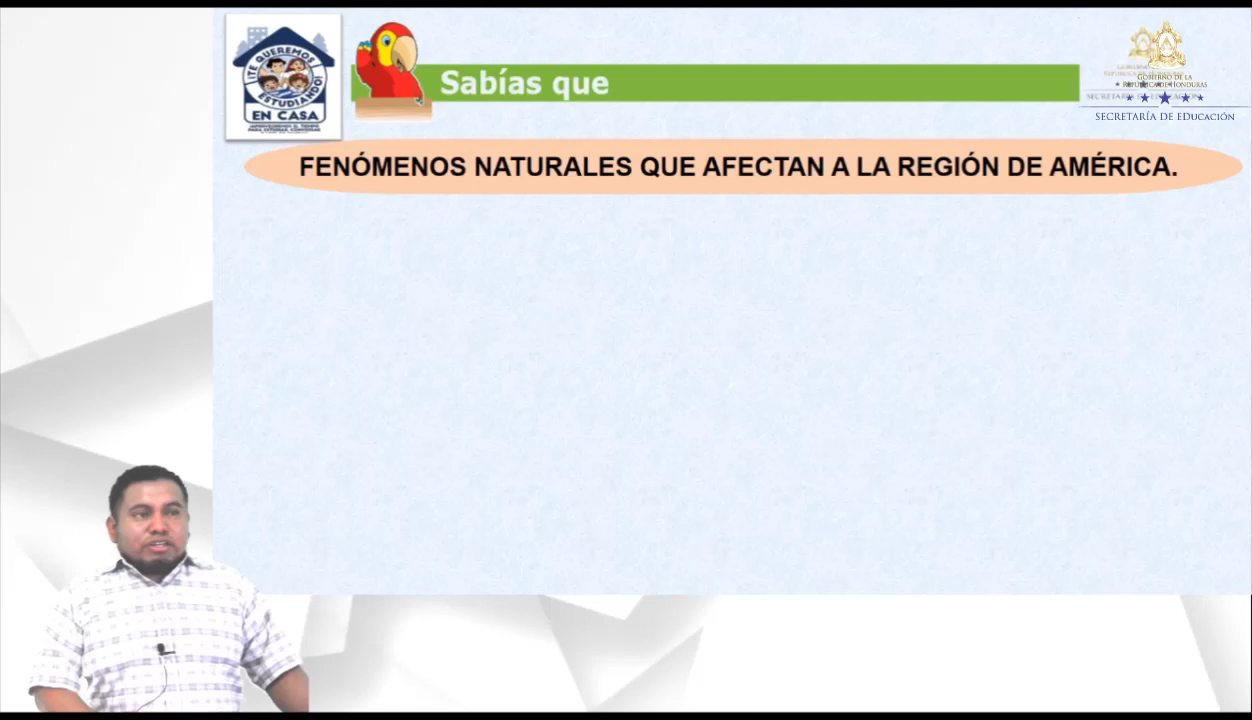 ¡TE QUEREMOS
ESTUDIANDO!
EN CASA
Sabías que
GOBIERNO DE LA
REPÚBLICA DE HONDURAS
SECRETARÍA DE EDUCACIÓN
FENÓMENOS NATURALES QUE AFECTAN A LA REGIÓN DE AMÉRICA.